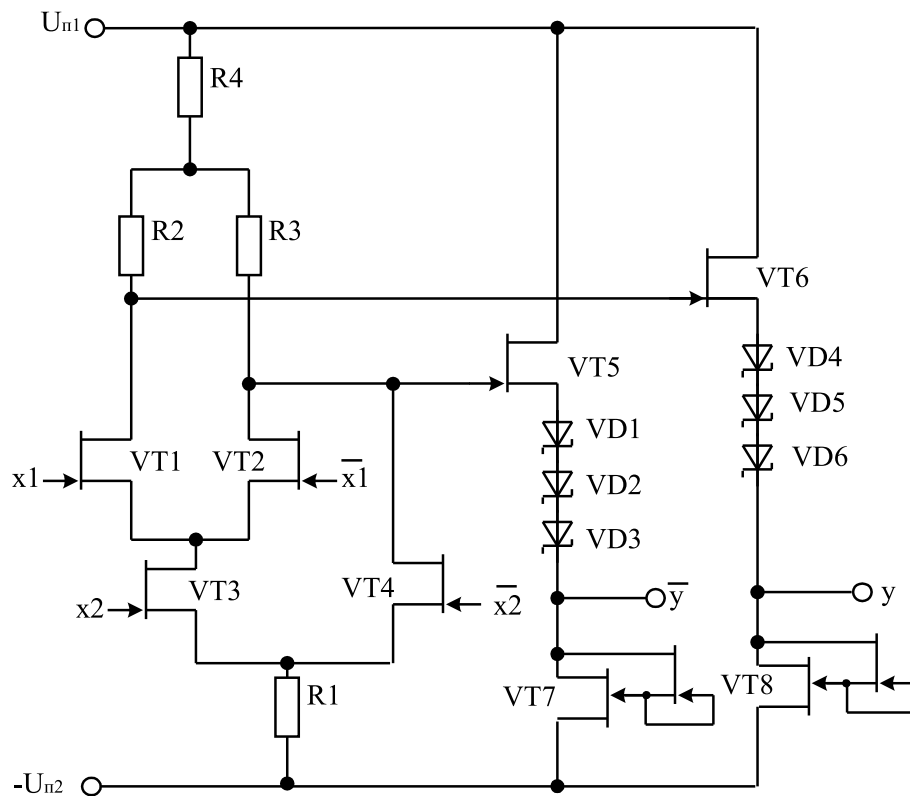 Uп1
R4
R2
R3
VT6
VT5
VD4
VD1
VD5
VT1
VT2
VD6
x1
x̅1̅
VD2
VD3
VT3
VT4
x2
x̅2
y̅
y
R1
VT7
VT8
-Uп2